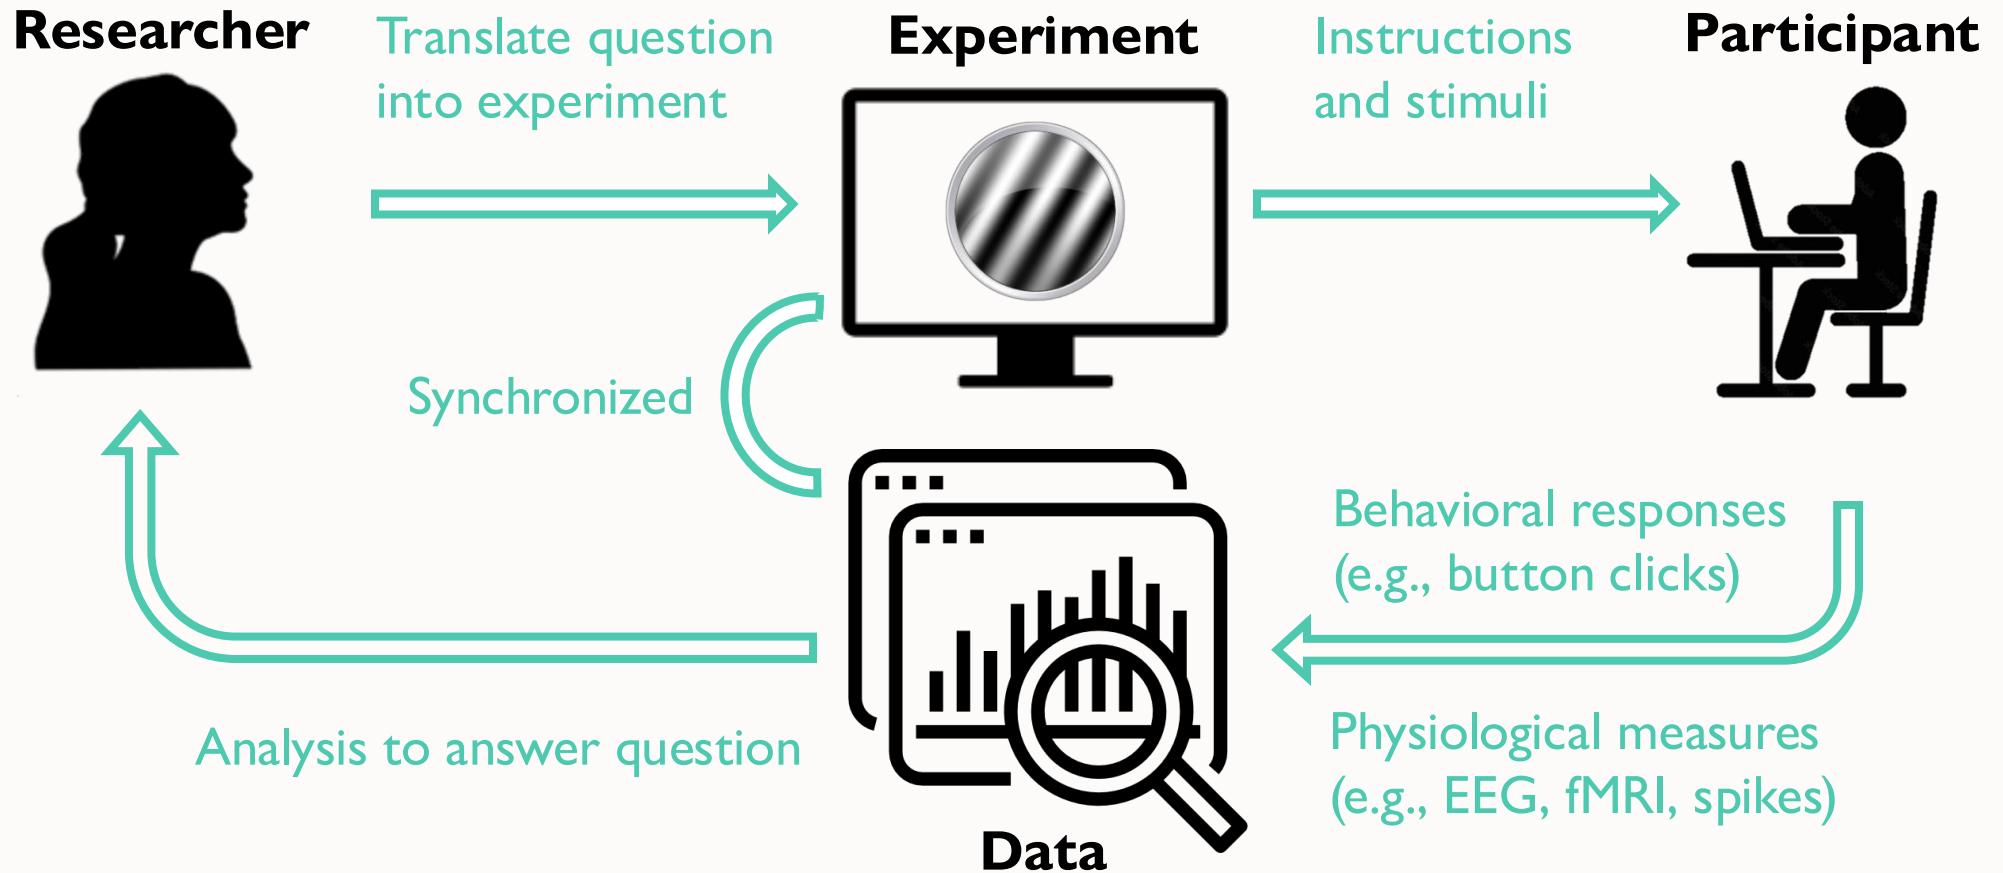 Researcher
Translate question
into experiment
Experiment
Instructions
and stimuli
Participant
Synchronized
Behavioral responses
(e.g., button clicks)
Analysis to answer question
Physiological measures
(e.g., EEG, fMRI, spikes)
Data